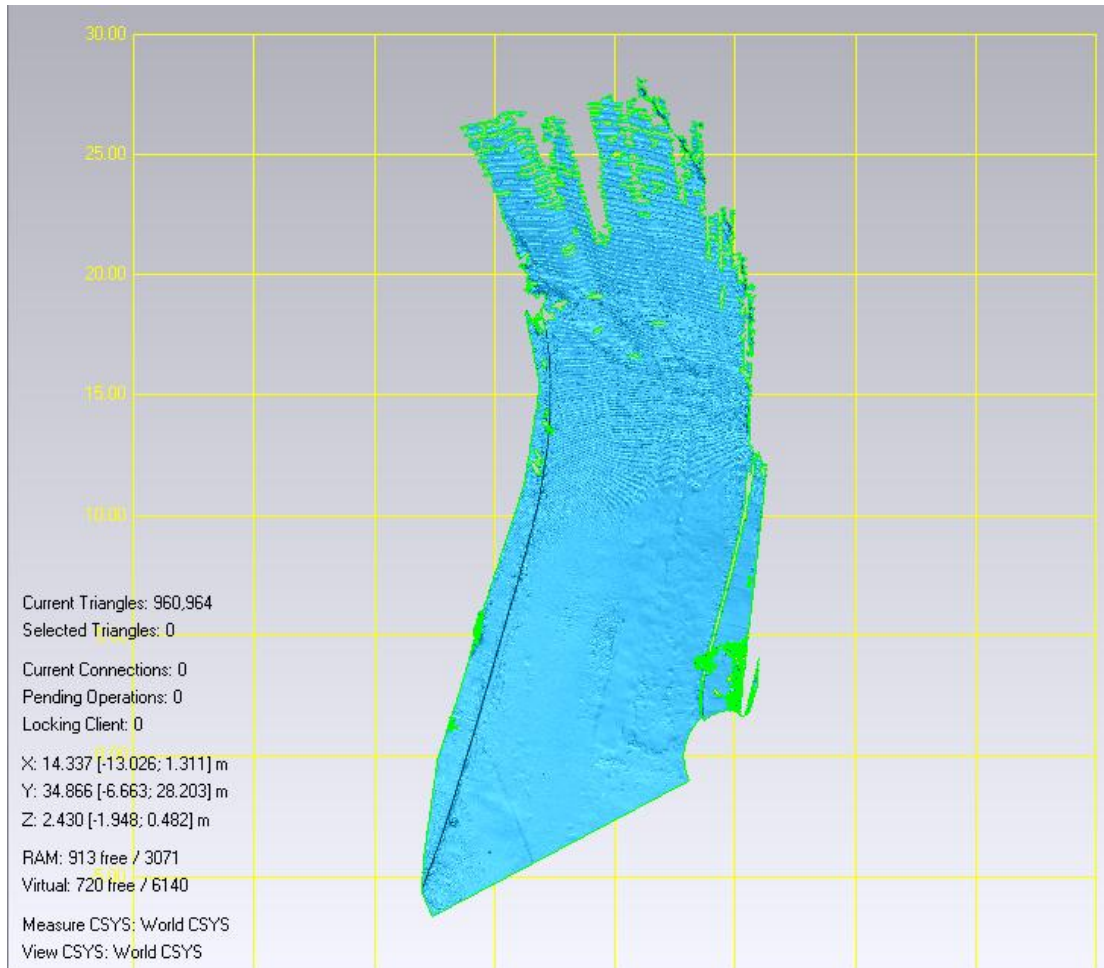 30.00
25.00
20.00
15.00
10.00
Current Triangles: 960,964
Selected Triangles: 0
Current Connections: 0
Pending Operations: 0
Locking Client: 0
X: 14.337 [-13.026; 1.311] m
Y: 34.866 [-6.663; 28.203] m
Z: 2.430 [-1.948; 0.482] m
RAM: 913 free / 3071
Virtual: 720 free / 6140
Measure CSYS: World CSYS
View CSYS: World CSYS